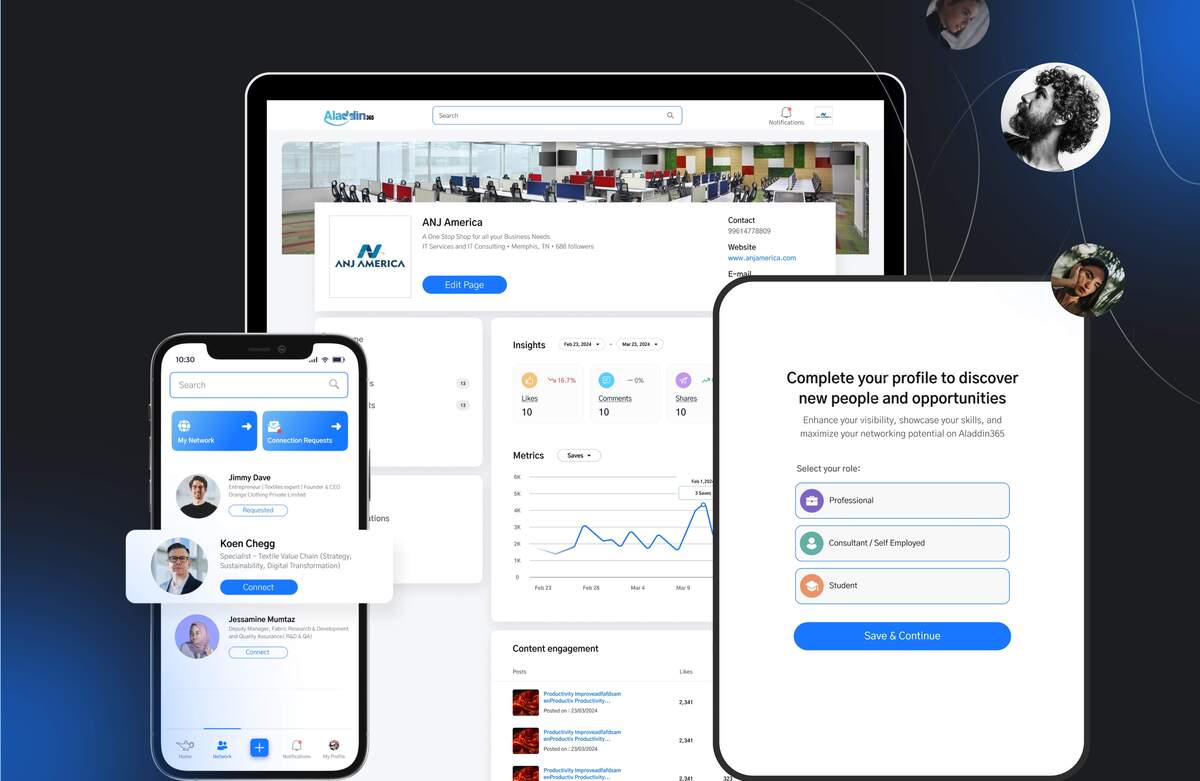 Aladdin365
Search
Notifications
ANJ America
A One Stop Shop for all your Business Needs
IT Services and IT Consulting • Memphis, TN • 688 followers
Edit Page
ANJ AMERICA
Contact
99614778809
Website
www.anjamerica.com
E-mail
Insights
Feb 23, 2024
-
Mar 23, 2024
16.7%
Likes
10
0%
Comments
10
Shares
10
13
13
Metrics
Saves
Feb 1,2024
3 Saves
6K
5K
4K
3K
2K
1K
0
Feb 23
Feb 28
Mar 4
Mar 9
Content engagement
Posts
Likes
Productivity Improveadfafdsam
enProductiv Productivity...
Posted on : 23/03/2024
2,341
Productivity Improveadfafdsam
enProductiv Productivity...
Posted on : 23/03/2024
2,341
Productivity Improveadfafdsam
enProductiv Productivity...
2,341
323
10:30
Search
My Network
Connection Requests
Jimmy Dave
Entrepreneur | Textiles expert | Founder & CEO
Orange Clothing Private Limited
Requested
Koen Chegg
Specialist - Textile Value Chain (Strategy,
Sustainability, Digital Transformation)
Connect
Jessamine Mumtaz
Deputy Manager, Fabric Research & Development
and Quality Assurance( R&D & QA)
Connect
Home
Network
Notifications
My Profile
Complete your profile to discover
new people and opportunities
Enhance your visibility, showcase your skills, and
maximize your networking potential on Aladdin365
Select your role:
Professional
Consultant / Self Employed
Student
Save & Continue